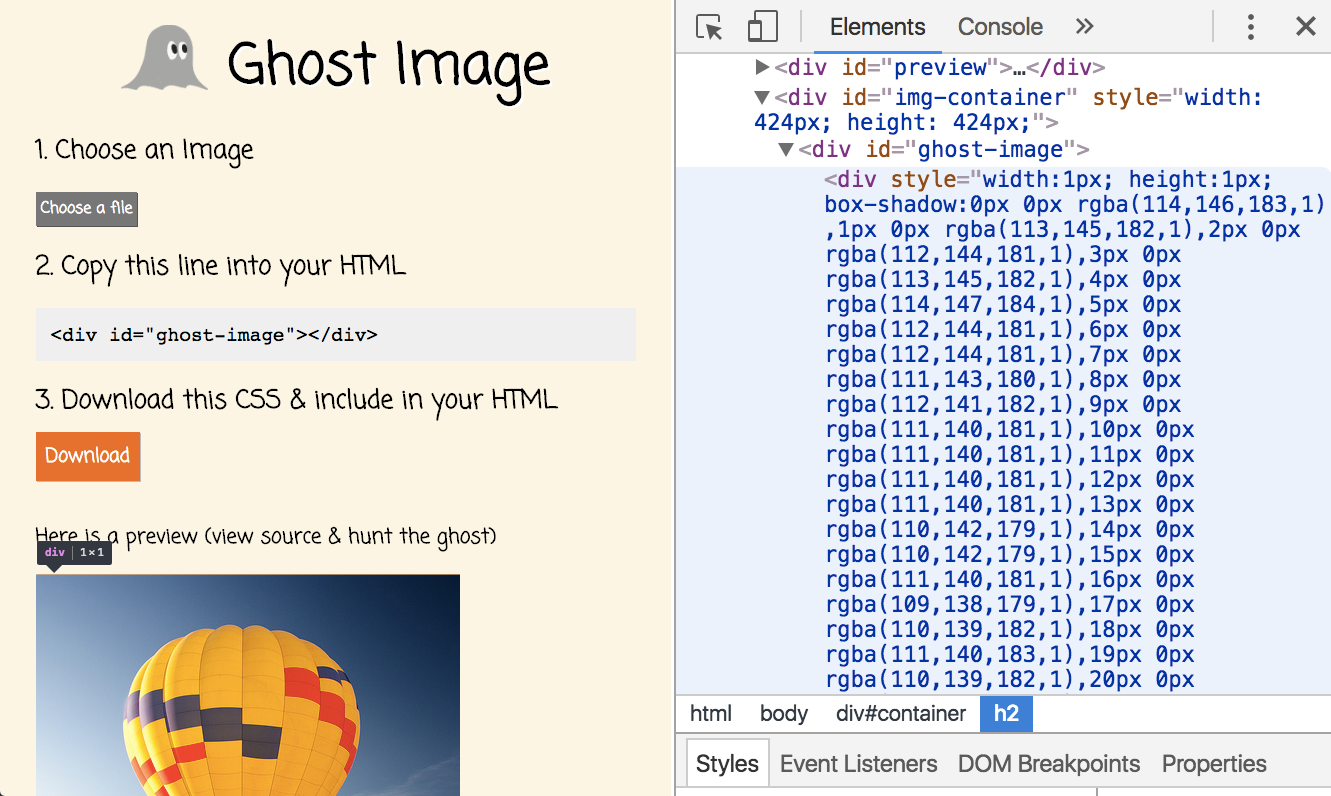 Ghost Image
1. Choose an Image
Choose a file
2. Copy this line into your HTML
<div id="ghost-image"></div>
3. Download this CSS & include in your HTML
Download
Here is a preview (view source & hunt the ghost)
div | 1×1
Elements Console »
▶<div id="preview">…</div>
▼<div id="img-container" style="width:
424px; height: 424px;">
▼<div id="ghost-image">
<div style="width:1px; height:1px;
box-shadow:0px 0px rgba(114,146,183,1)
,1px 0px rgba(113,145,182,1),2px 0px
rgba(112,144,181,1),3px 0px
rgba(113,145,182,1),4px 0px
rgba(114,147,184,1),5px 0px
rgba(112,144,181,1),6px 0px
rgba(112,144,181,1),7px 0px
rgba(111,143,180,1),8px 0px
rgba(112,141,182,1),9px 0px
rgba(111,140,181,1),10px 0px
rgba(111,140,181,1),11px 0px
rgba(111,140,181,1),12px 0px
rgba(111,140,181,1),13px 0px
rgba(110,142,179,1),14px 0px
rgba(110,142,179,1),15px 0px
rgba(111,140,181,1),16px 0px
rgba(109,138,179,1),17px 0px
rgba(110,139,182,1),18px 0px
rgba(111,140,183,1),19px 0px
rgba(110,139,182,1),20px 0px
html body div#container h2
Styles Event Listeners DOM Breakpoints Properties